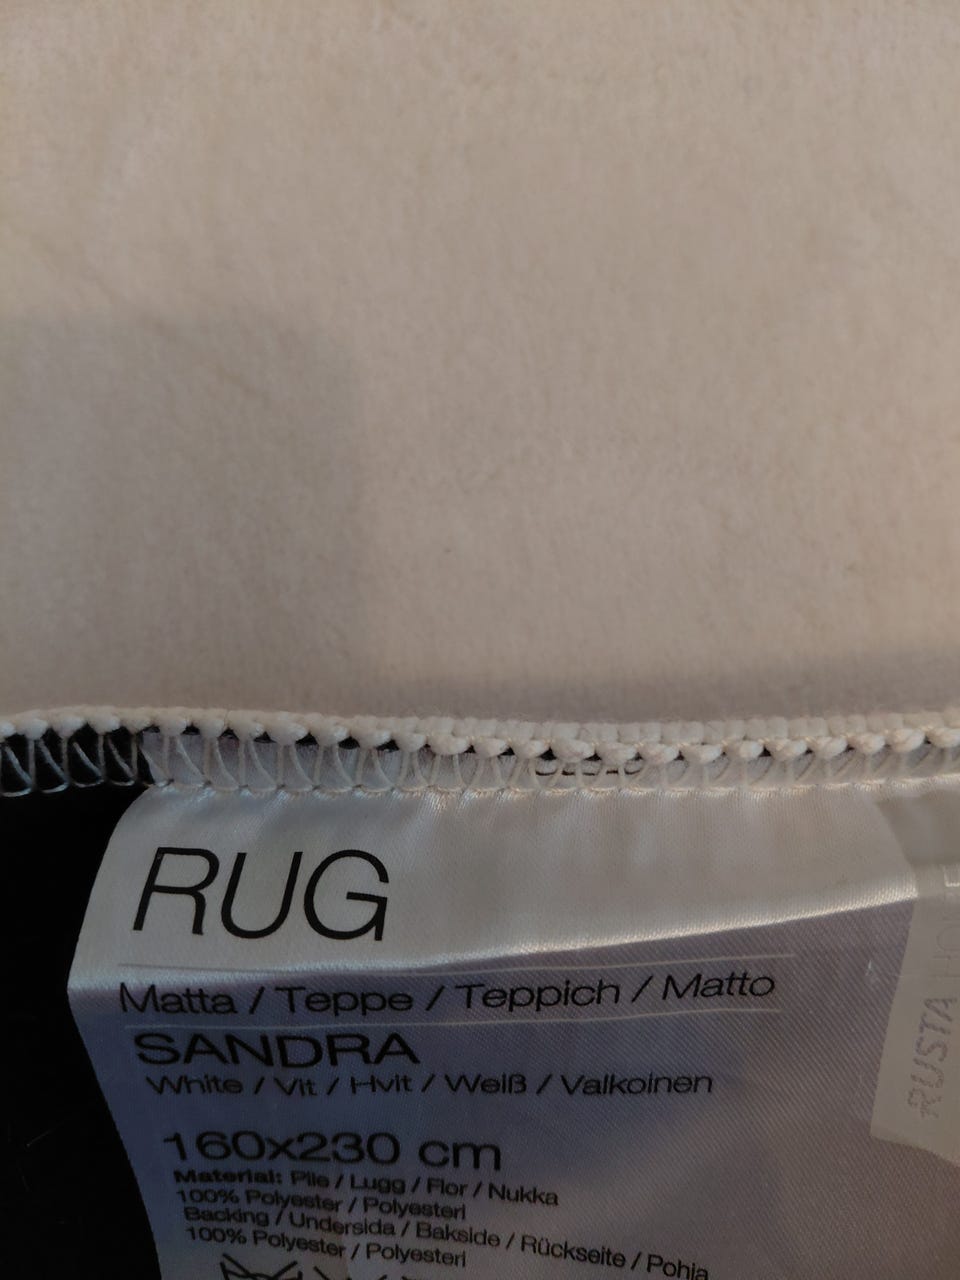 RUG
Matta / Teppe / Teppich / Matto
SANDRA
White / Vit / Hvit / Weiß / Valkoinen
160x230 cm
Material: Pile / Lugg / Flor / Nukka
100% Polyester / Polyesteri
Backing / Undersida / Bakside / Rückseite / Pohja
100% Polyester / Polyesteri
RUSTA